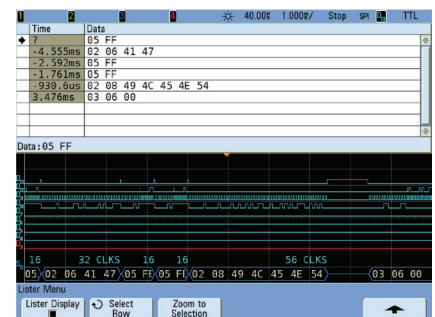 1 2 3 4 40.00% 1.000s/ Stop SPI TTL
Time Data
? 05 FF
-4.555ms 02 06 41 47
-2.592ms 05 FF
-1.761ms 05 FF
-930.6us 02 08 49 4C 45 4E 54
3.476ms 03 06 00
Data:05 FF
16 32 CLKS 16 16 56 CLKS
05 02 06 41 47 05 FF 05 FF 02 08 49 4C 45 4E 54 03 06 00
Lister Menu
Lister Display Select Row Zoom to Selection